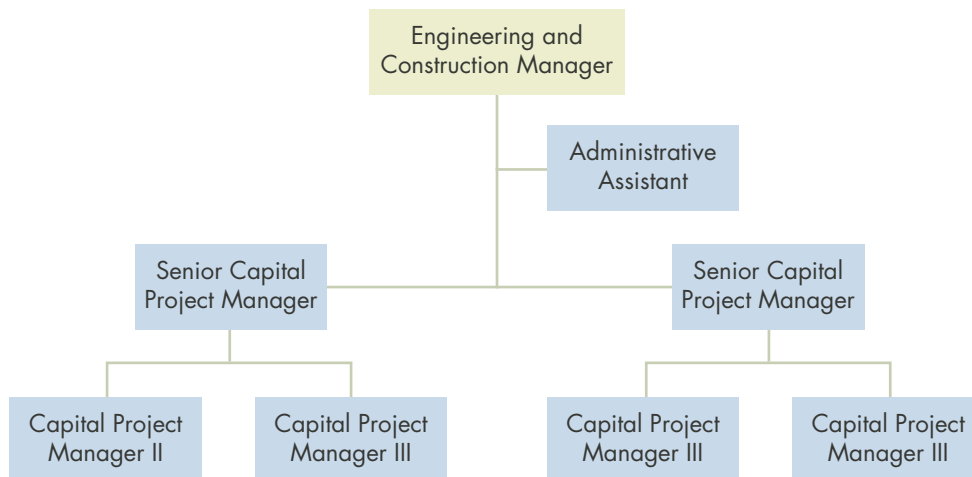 Engineering and
Construction Manager
Administrative
Assistant
Senior Capital
Project Manager
Senior Capital
Project Manager
Capital Project
Manager II
Capital Project
Manager III
Capital Project
Manager III
Capital Project
Manager III